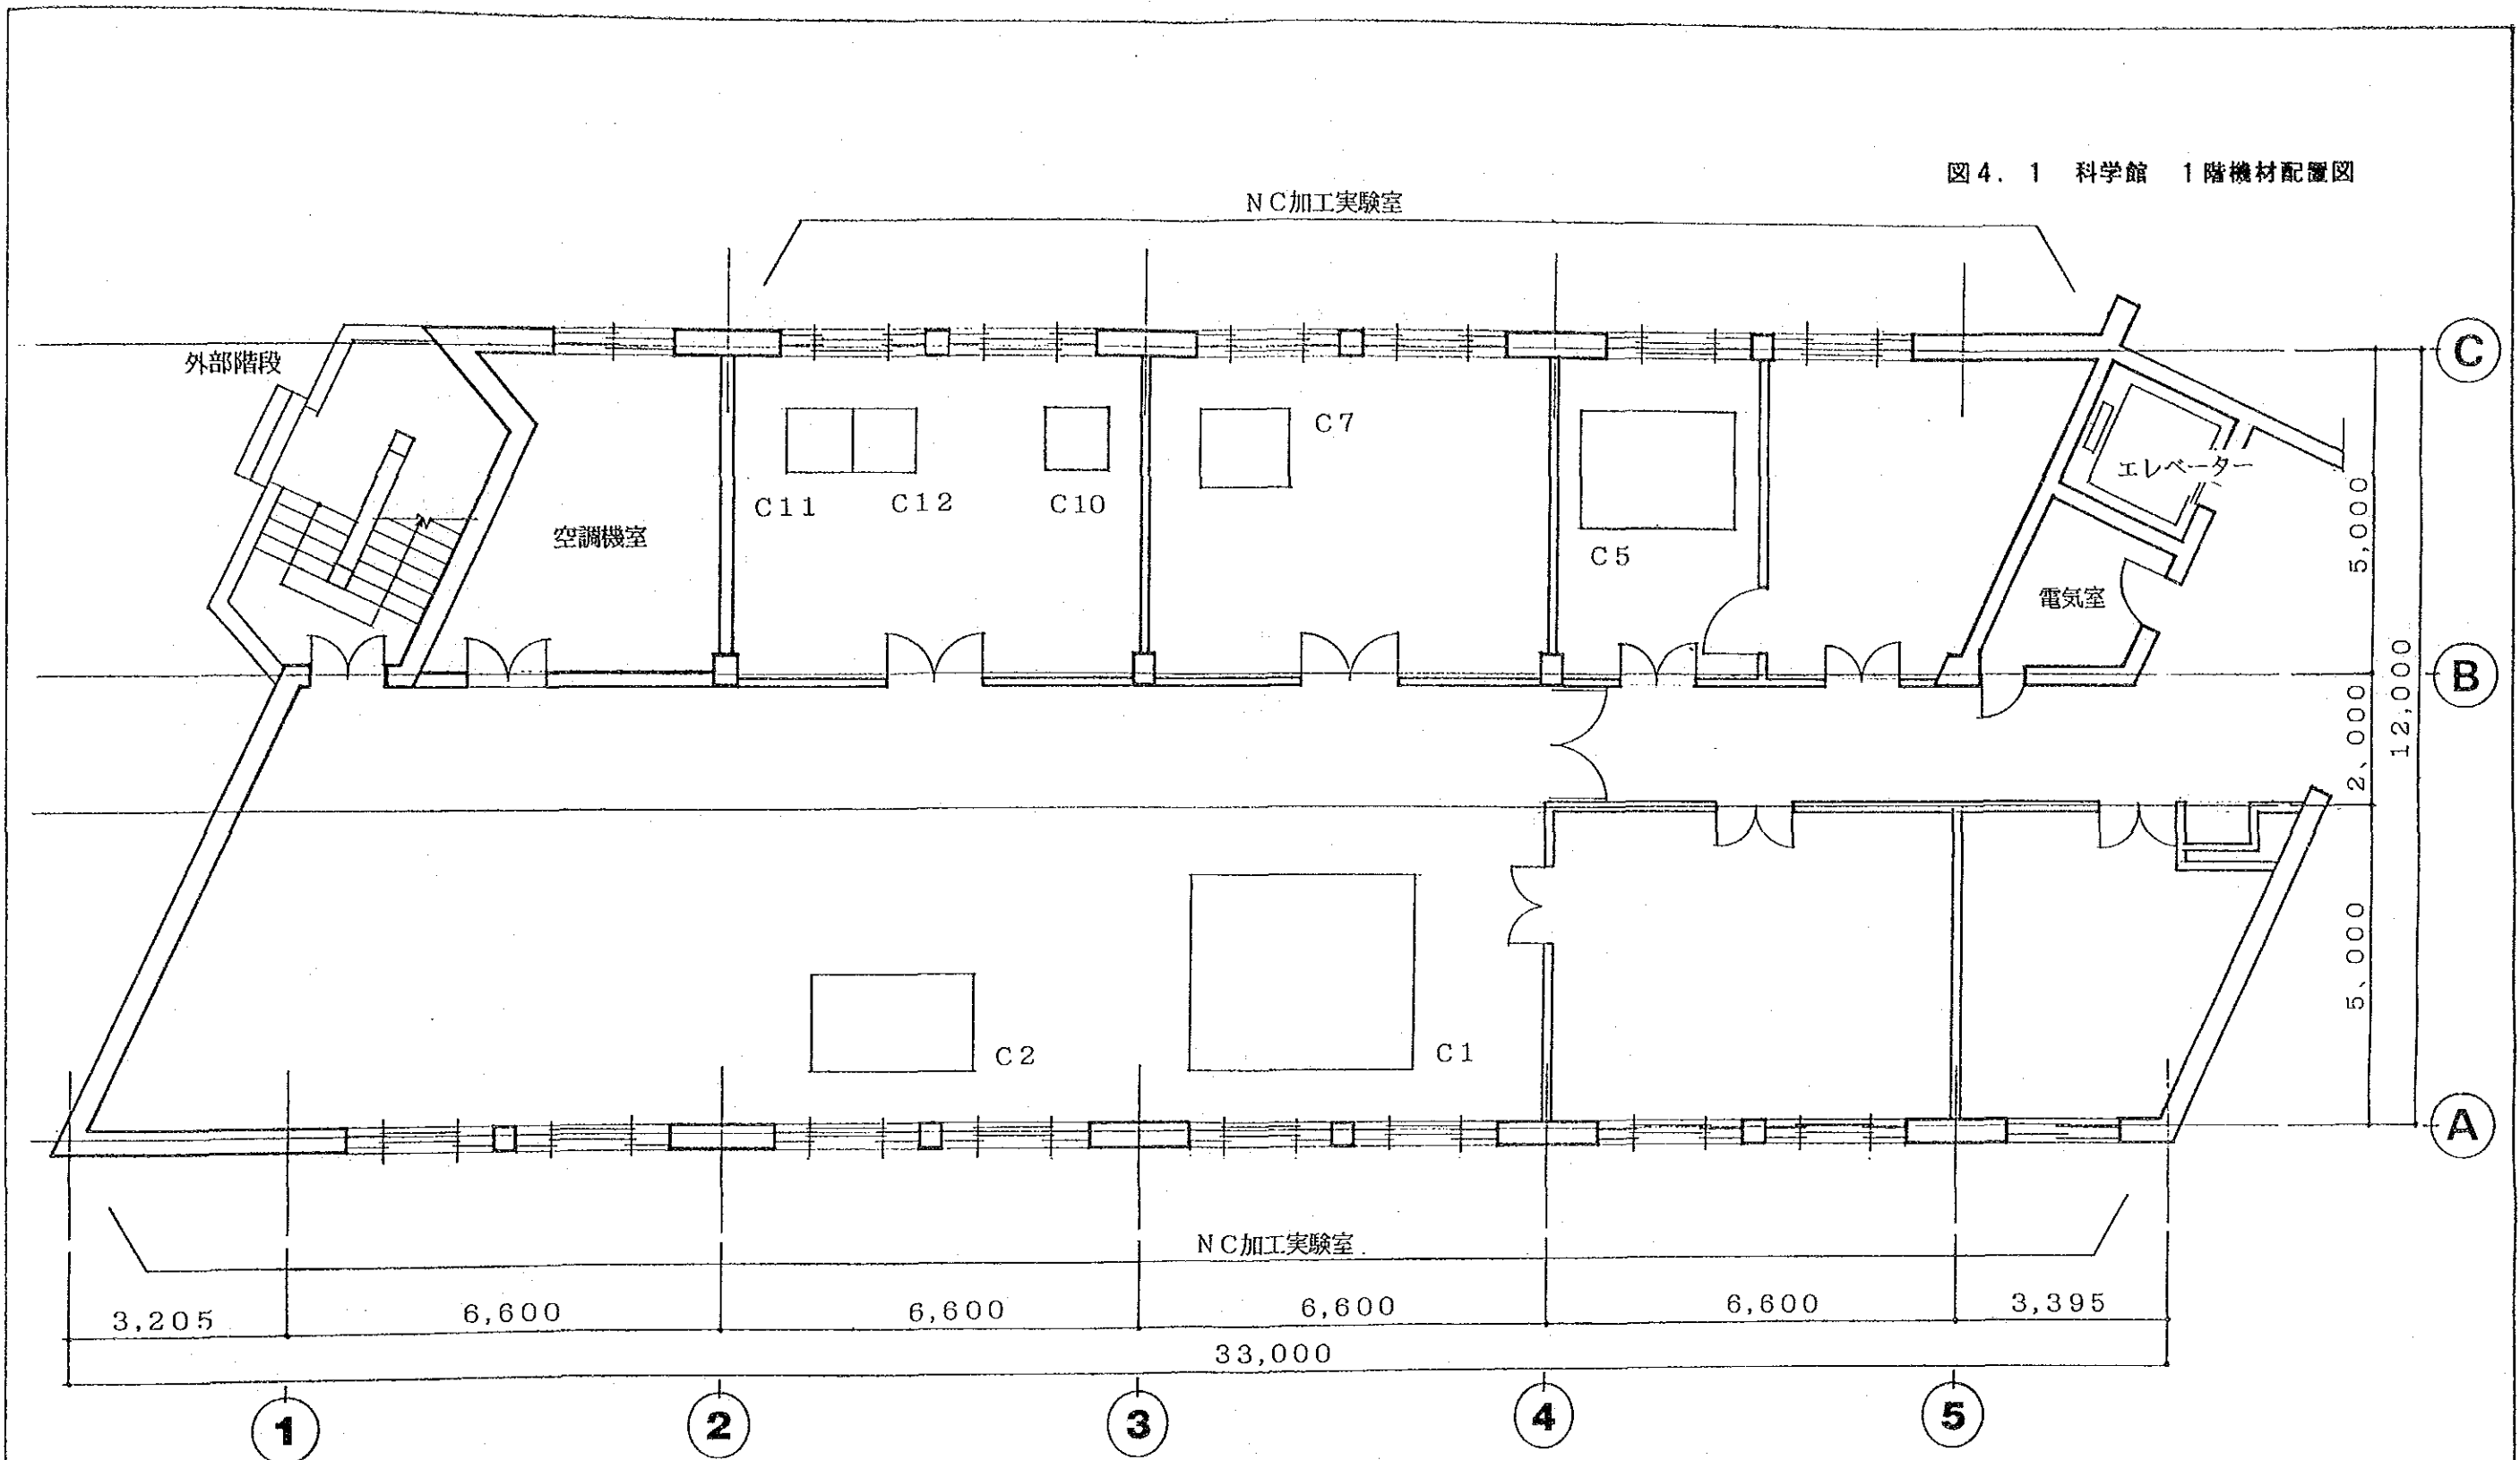 図4.1 科学館 1階機材配置図
NC加工実験室
外部階段
C
C7
エレベーター
C11
C12
C10
5,000
空調機室
C5
電気室
B
2,000
12,000
5,000
C2
C1
A
NC加工実験室
3,205
6,600
6,600
6,600
6,600
3,395
33,000
1
2
3
4
5